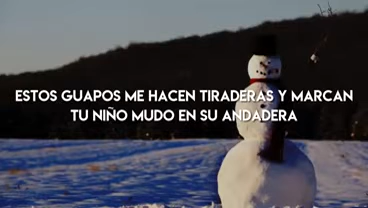 ESTOS GUAPOS ME HACEN TIRADERAS Y MARCAN
TU NIÑO MUDO EN SU ANDADERA